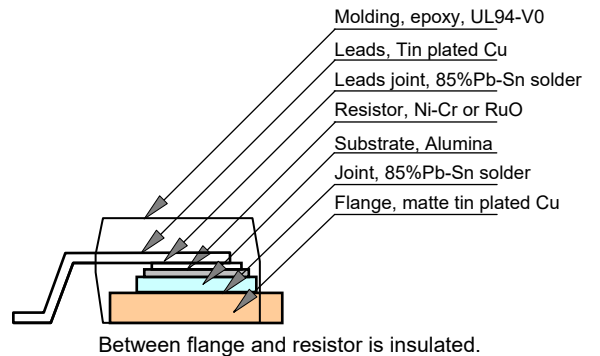 Molding, epoxy, UL94-V0
Leads, Tin plated Cu
Leads joint, 85%Pb-Sn solder
Resistor, Ni-Cr or RuO
Substrate, Alumina
Joint, 85%Pb-Sn solder
Flange, matte tin plated Cu
Between flange and resistor is insulated.